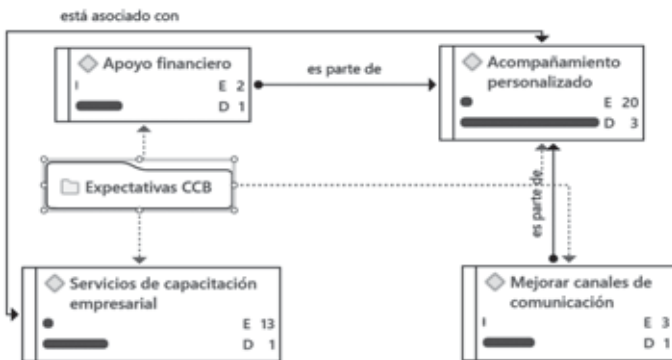 está asociado con
Apoyo financiero
E 2
D 1
es parte de
Acompañamiento
personalizado
E 20
D 3
Expectativas CCB
es parte de
Servicios de capacitación
empresarial
E 13
D 1
Mejorar canales de
comunicación
E 3
D 1